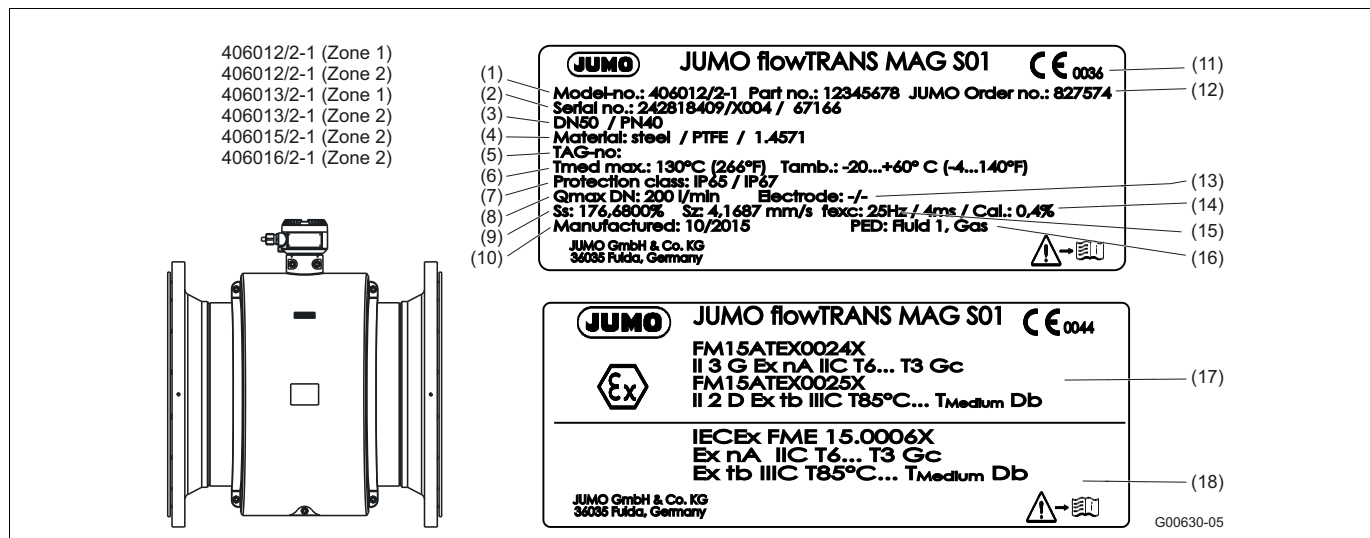 406012/2-1 (Zone 1)
406012/2-1 (Zone 2)
406013/2-1 (Zone 1)
406013/2-1 (Zone 2)
406015/2-1 (Zone 2)
406016/2-1 (Zone 2)
JUMO JUMO flowTRANS MAG S01 CE 0036 (11)
(1) Model-no.: 406012/2-1 Part no.: 12345678 JUMO Order no.: 827574 (12)
(2) Serial no.: 242818409/X004 / 67166
(3) DN50 / PN40
(4) Material: steel / PTFE / 1.4571
(5) TAG-no:
(6) Tmed max.: 130°C (266°F) Tamb.: -20...+60° C (-4...140°F)
(7) Protection class: IP65 / IP67
(8) Qmax DN: 200 l/min Electrode: -/- (13)
(9) Ss: 176,6800% Sz: 4,1687 mm/s fexc: 25Hz / 4ms / Cal.: 0,4% (14)
(15)
(10) Manufactured: 10/2015 PED: Fluid 1, Gas (16)
JUMO GmbH & Co. KG
36035 Fulda, Germany
JUMO JUMO flowTRANS MAG S01 CE 0044
FM15ATEX0024X
II 3 G Ex nA IIC T6... T3 Gc (17)
Ex FM15ATEX0025X
II 2 D Ex tb IIIC T85°C... TMedium Db
IECEx FME 15.0006X
Ex nA IIC T6... T3 Gc
Ex tb IIIC T85°C... TMedium Db (18)
JUMO GmbH & Co. KG
36035 Fulda, Germany
G00630-05